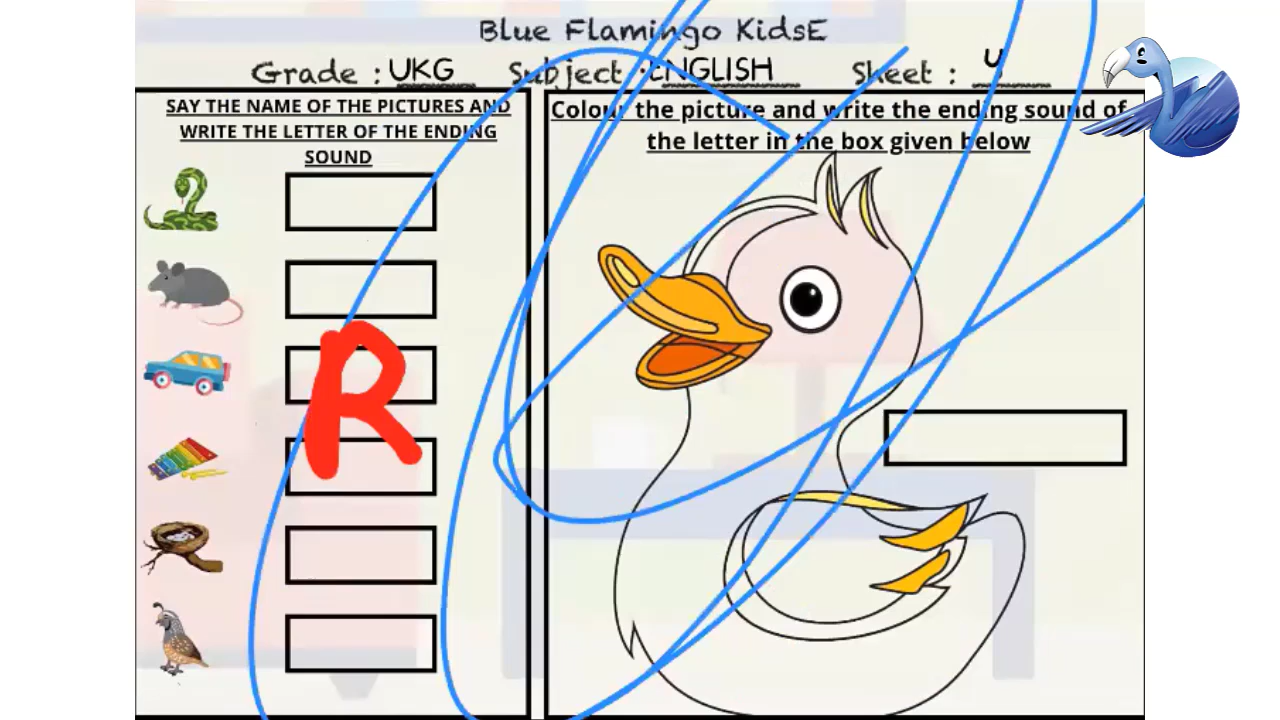 Blue Flamingo KidsE
Grade : UKG Subject : ENGLISH Sheet : 9
SAY THE NAME OF THE PICTURES AND
WRITE THE LETTER OF THE ENDING
SOUND
Colour the picture and write the ending sound of
the letter in the box given below
R